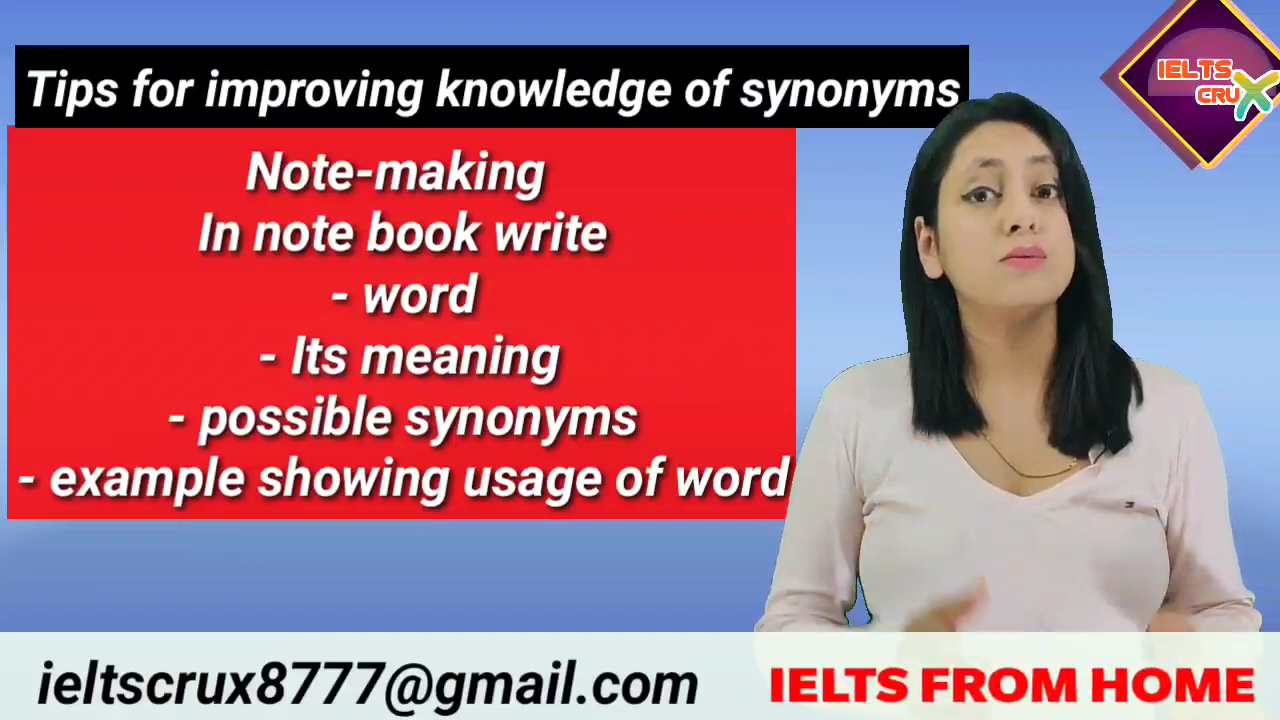 Tips for improving knowledge of synonyms
IELTS
CRUX
Note-making
In note book write
- word
- Its meaning
- possible synonyms
- example showing usage of word
ieltscrux8777@gmail.com
IELTS FROM HOME